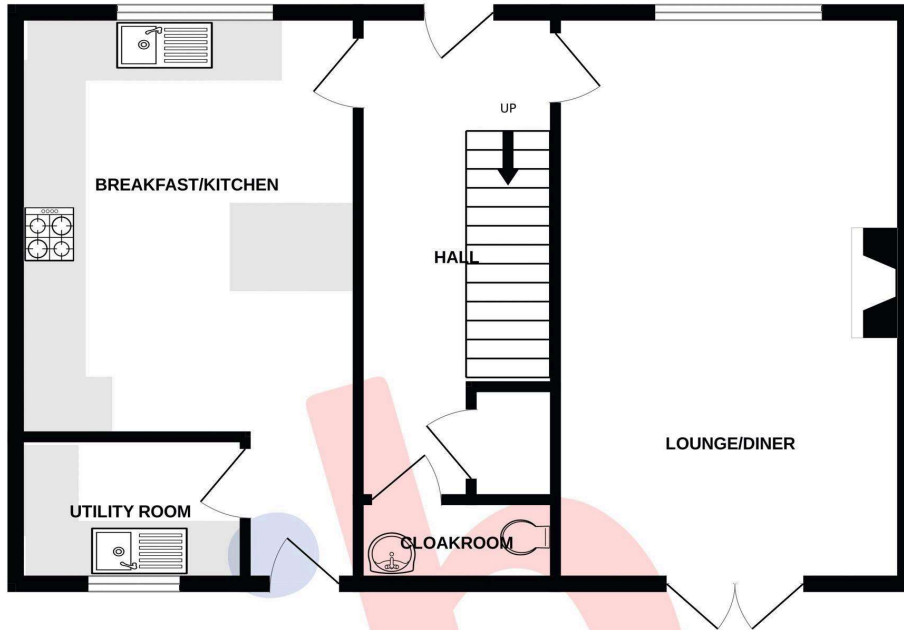 UP
BREAKFAST/KITCHEN
HALL
LOUNGE/DINER
UTILITY ROOM
CLOAKROOM